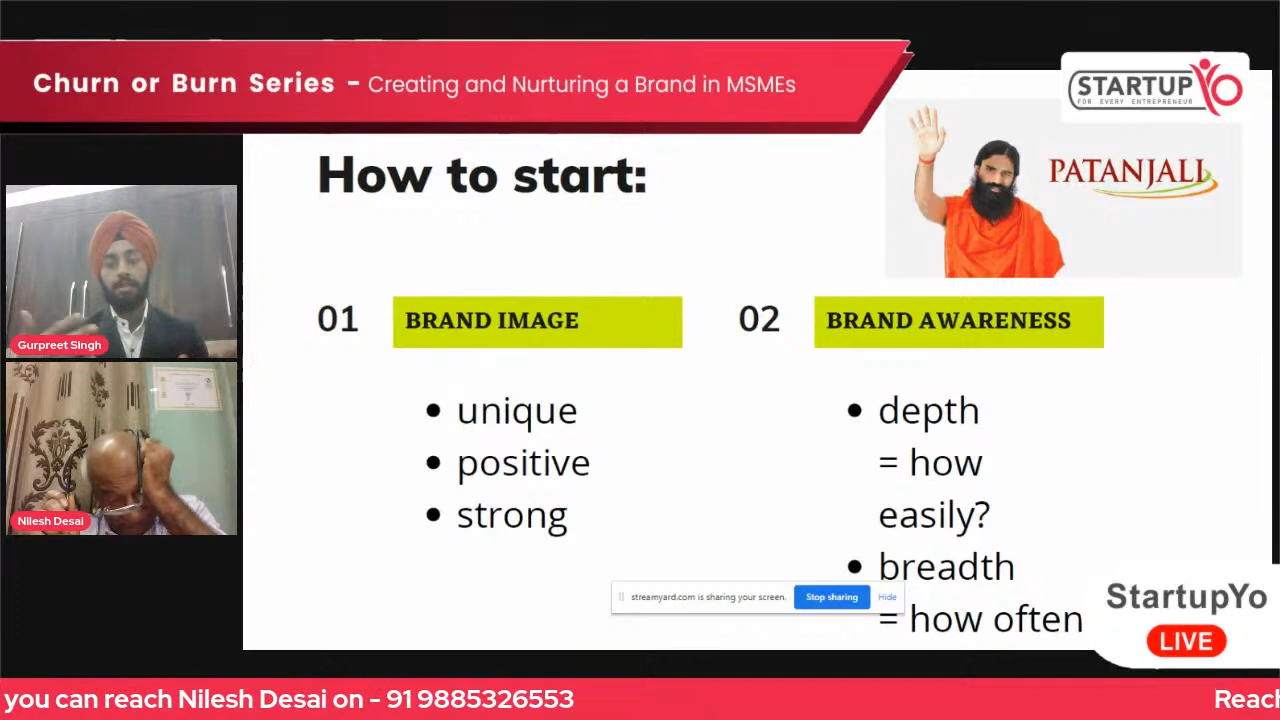 Churn or Burn Series - Creating and Nurturing a Brand in MSMEs
STARTUP YO
FOR EVERY ENTREPRENEUR
How to start:
PATANJALI
01 BRAND IMAGE
• unique
• positive
• strong
02 BRAND AWARENESS
• depth
= how
easily?
• breadth
= how often
Gurpreet Singh
Nilesh Desai
streamyard.com is sharing your screen. Stop sharing Hide
StartupYo
LIVE
you can reach Nilesh Desai on - 91 9885326553
Reach